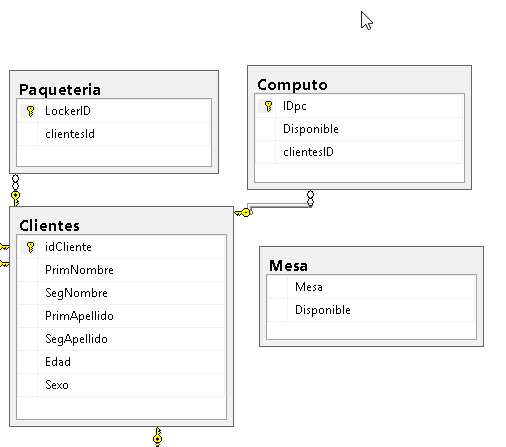 Paqueteria
LockerID
clientesId
Computo
IDpc
Disponible
clientesID
Clientes
idCliente
PrimNombre
SegNombre
PrimApellido
SegApellido
Edad
Sexo
Mesa
Mesa
Disponible